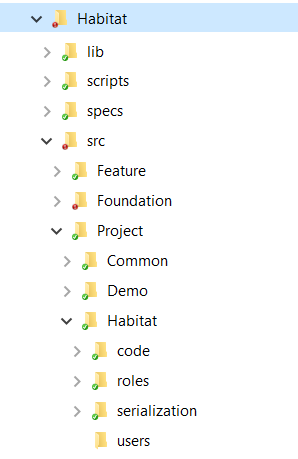 Habitat
lib
scripts
specs
src
Feature
Foundation
Project
Common
Demo
Habitat
code
roles
serialization
users